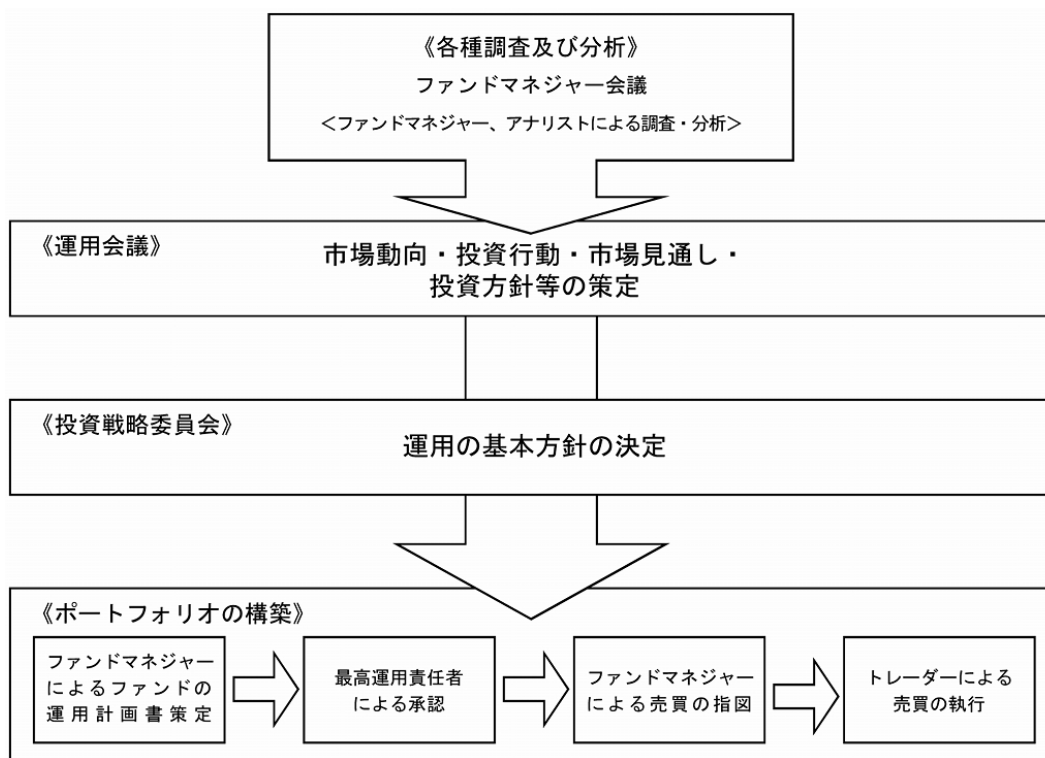 《各種調査及び分析》
ファンドマネジャー会議
＜ファンドマネジャー、アナリストによる調査・分析＞
《運用会議》
市場動向・投資行動・市場見通し・
投資方針等の策定
《投資戦略委員会》
運用の基本方針の決定
《ポートフォリオの構築》
ファンドマネジャー
によるファンドの
運用計画書策定
最高運用責任者
による承認
ファンドマネジャー
による売買の指図
トレーダーによる
売買の執行